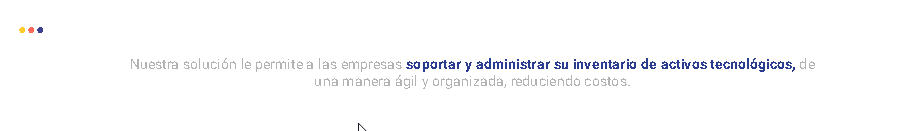 Nuestra solución le permite a las empresas soportar y administrar su inventario de activos tecnológicos, de
una manera ágil y organizada, reduciendo costos.